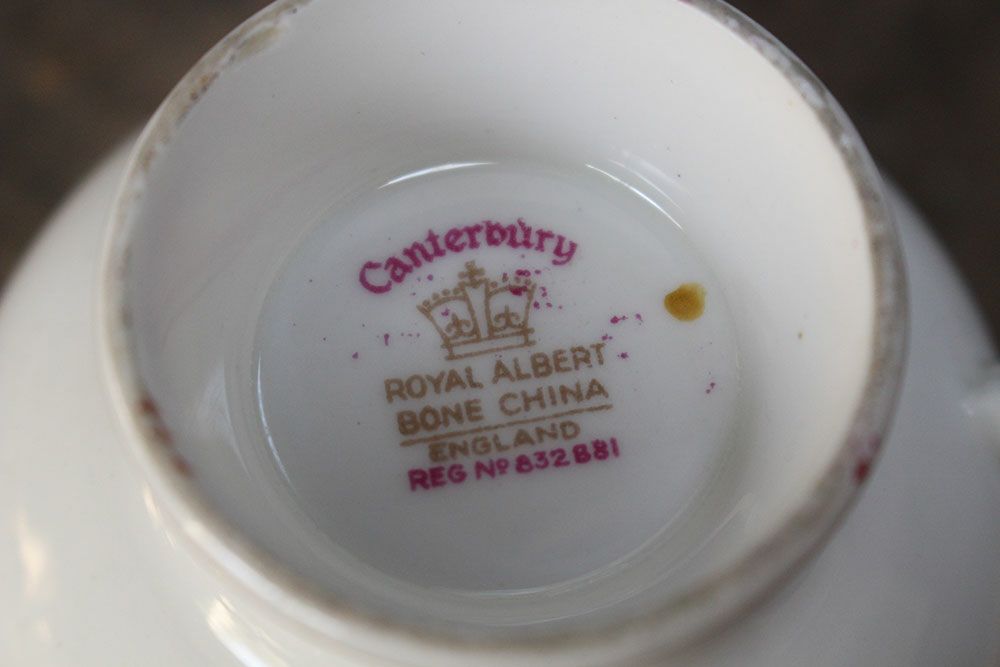 Canterbury
ROYAL ALBERT
BONE CHINA
ENGLAND
REG Nº 832881